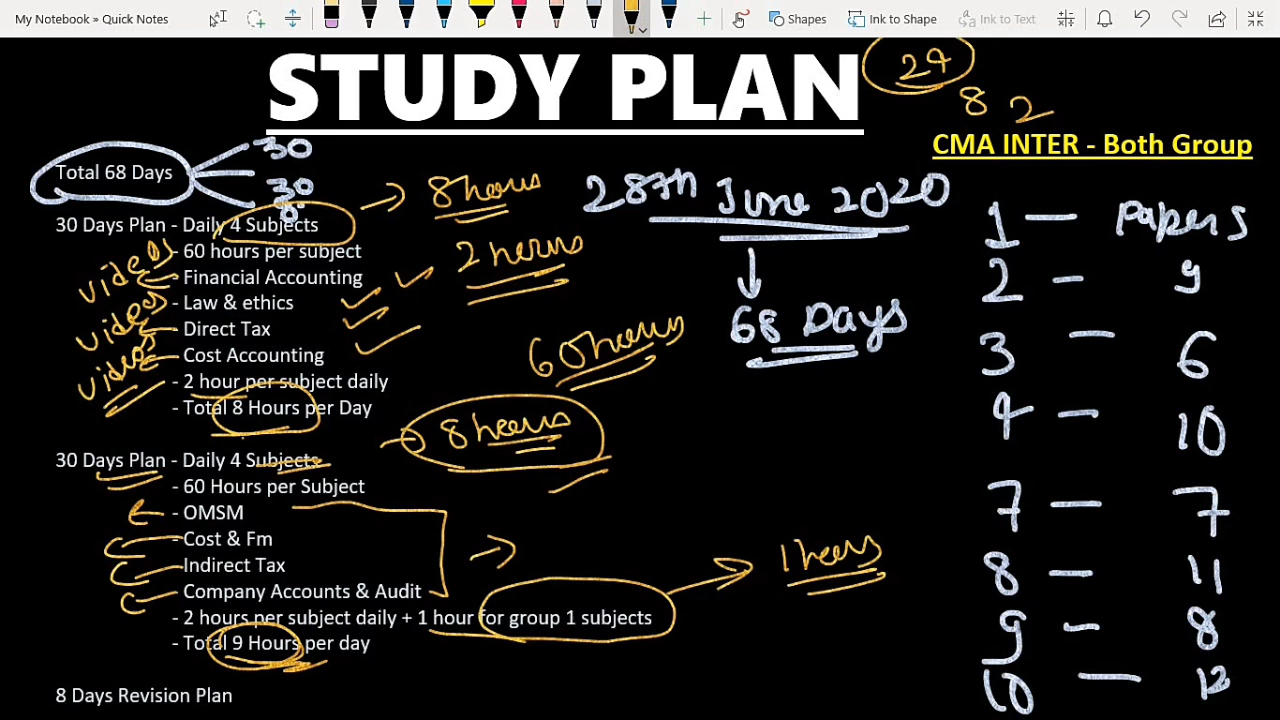 My Notebook » Quick Notes
Shapes
Ink to Shape
Ink to Text
STUDY PLAN
24
8 2
CMA INTER - Both Group
Total 68 Days
30
30
8
30 Days Plan - Daily 4 Subjects
8 hours
28th June 2020
68 Days
- 60 hours per subject
- Financial Accounting
2 hours
- Law & ethics
- Direct Tax
- Cost Accounting
60 hours
- 2 hour per subject daily
- Total 8 Hours per Day
videos
videos
videos
8 hours
30 Days Plan - Daily 4 Subjects
- 60 Hours per Subject
- OMSM
- Cost & Fm
- Indirect Tax
- Company Accounts & Audit
- 2 hours per subject daily + 1 hour for group 1 subjects
1 hours
- Total 9 Hours per day
8 Days Revision Plan
1 — Papers
2 - 9
3 — 6
4 - 10
7 — 7
8 — 11
9 - 8
10 — 12